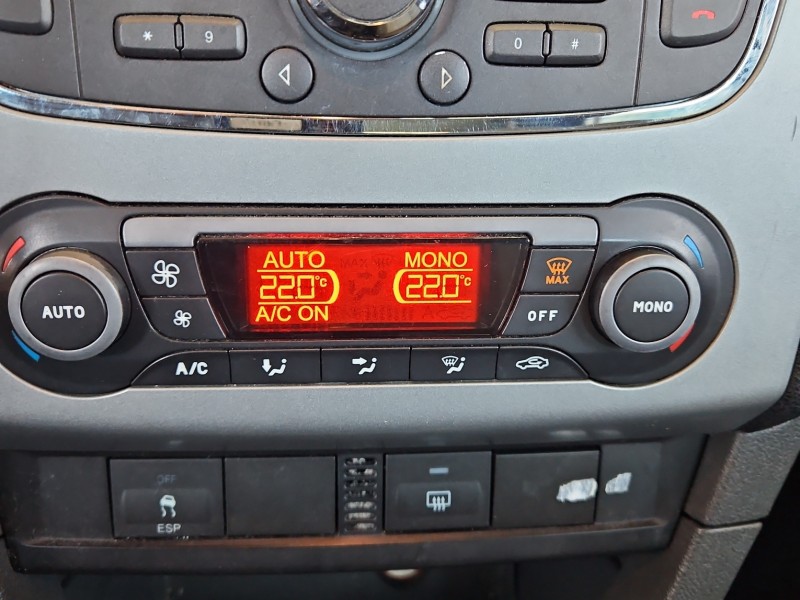 * 9 0 #
AUTO MONO
22.0°C 22.0°C
A/C ON
MAX
AUTO MONO
OFF
A/C
OFF
ESP